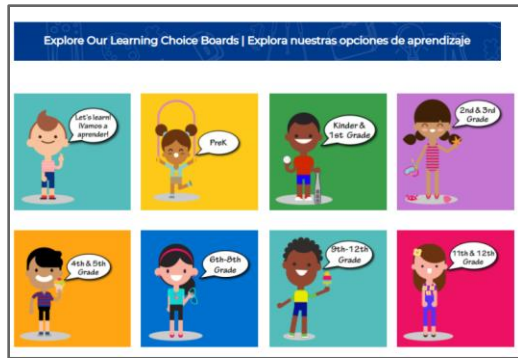 Explore Our Learning Choice Boards | Explora nuestras opciones de aprendizaje
Let's learn!
¡Vamos a
aprender!
PreK
Kinder &
1st Grade
2nd & 3rd
Grade
4th & 5th
Grade
6th-8th
Grade
9th-12th
Grade
11th & 12th
Grade